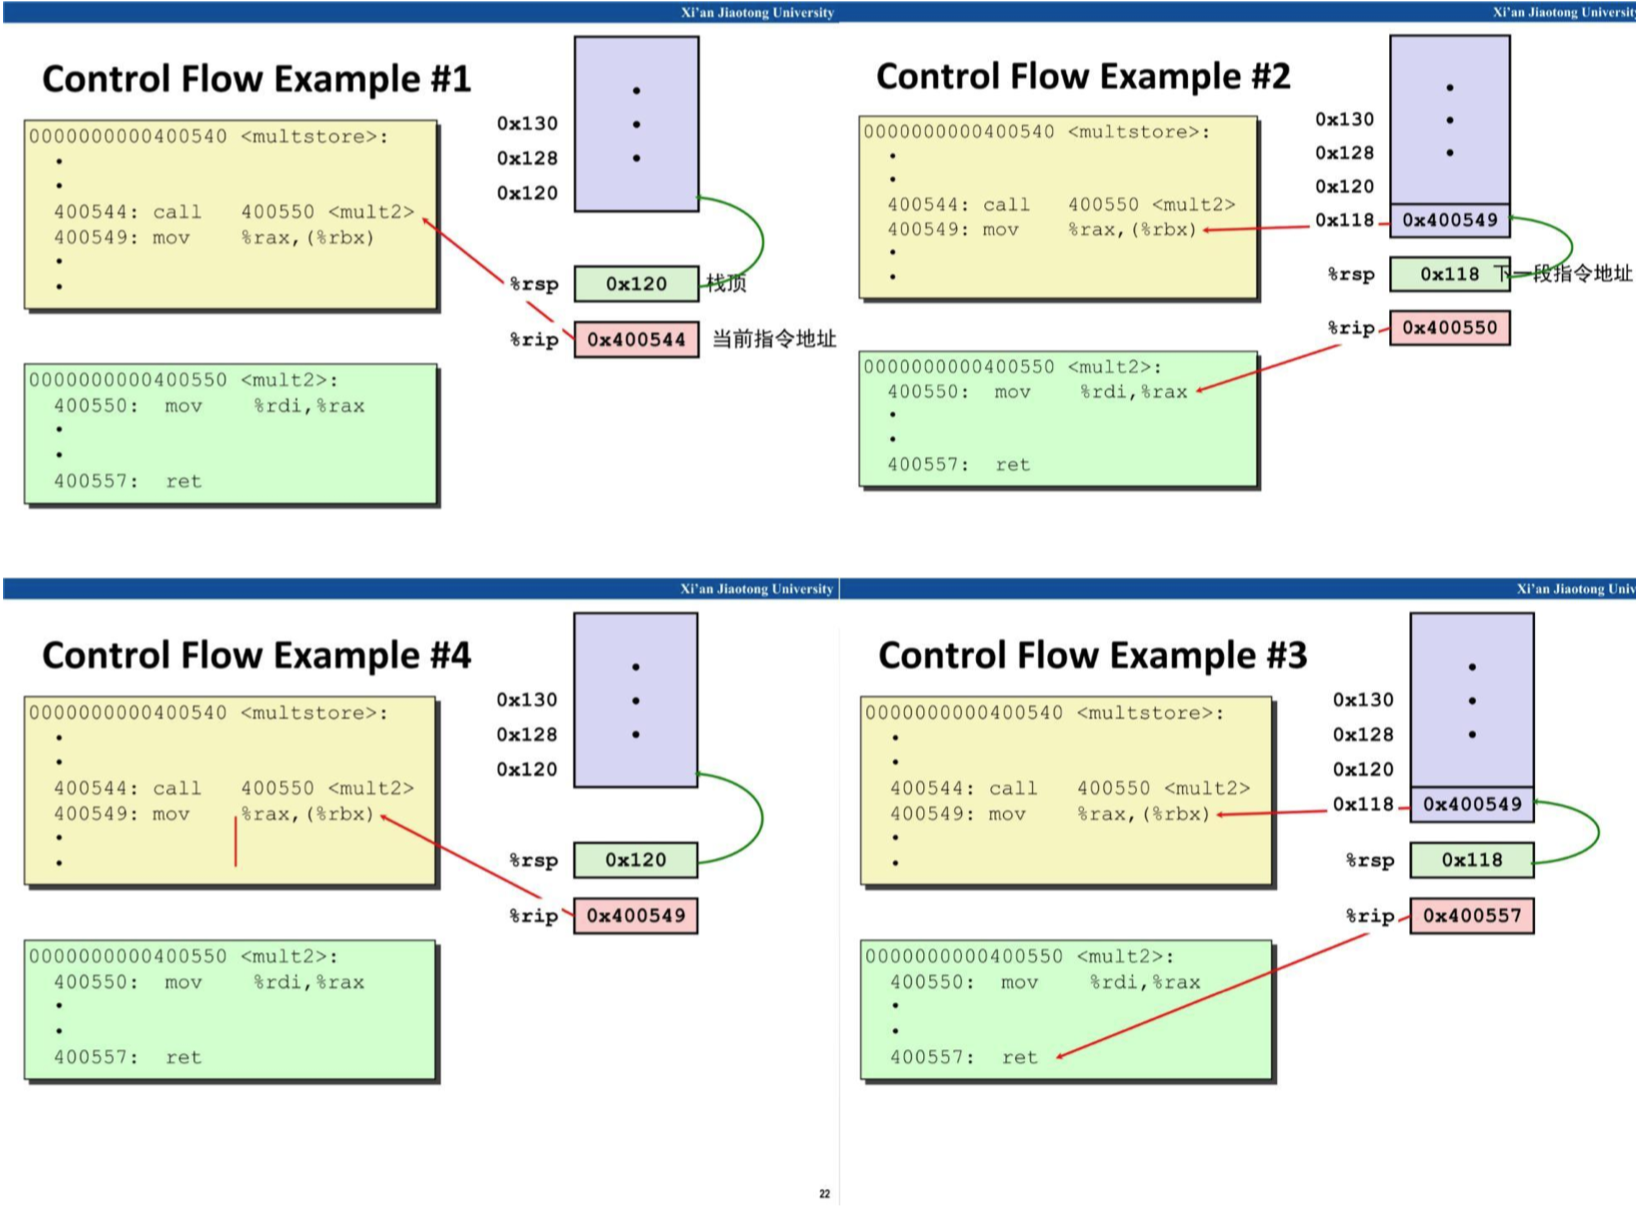 Xi'an Jiaotong University
Control Flow Example #1
0000000000400540 <multstore>:
•
•
400544: call 400550 <mult2>
400549: mov %rax,(%rbx)
•
•
0000000000400550 <mult2>:
400550: mov %rdi,%rax
•
•
400557: ret
•
0x130 •
0x128 •
0x120
%rsp 0x120 栈顶
%rip 0x400544 当前指令地址
Xi'an Jiaotong University
Control Flow Example #2
0000000000400540 <multstore>:
•
•
400544: call 400550 <mult2>
400549: mov %rax,(%rbx)
•
•
0000000000400550 <mult2>:
400550: mov %rdi,%rax
•
•
400557: ret
•
0x130 •
0x128 •
0x120
0x118 0x400549
%rsp 0x118 下一段指令地址
%rip 0x400550
Xi'an Jiaotong University
Control Flow Example #4
0000000000400540 <multstore>:
•
•
400544: call 400550 <mult2>
400549: mov %rax,(%rbx)
•
•
0000000000400550 <mult2>:
400550: mov %rdi,%rax
•
•
400557: ret
•
0x130 •
0x128 •
0x120
%rsp 0x120
%rip 0x400549
22
Xi'an Jiaotong Univ
Control Flow Example #3
0000000000400540 <multstore>:
•
•
400544: call 400550 <mult2>
400549: mov %rax,(%rbx)
•
•
0000000000400550 <mult2>:
400550: mov %rdi,%rax
•
•
400557: ret
•
0x130 •
0x128 •
0x120
0x118 0x400549
%rsp 0x118
%rip 0x400557